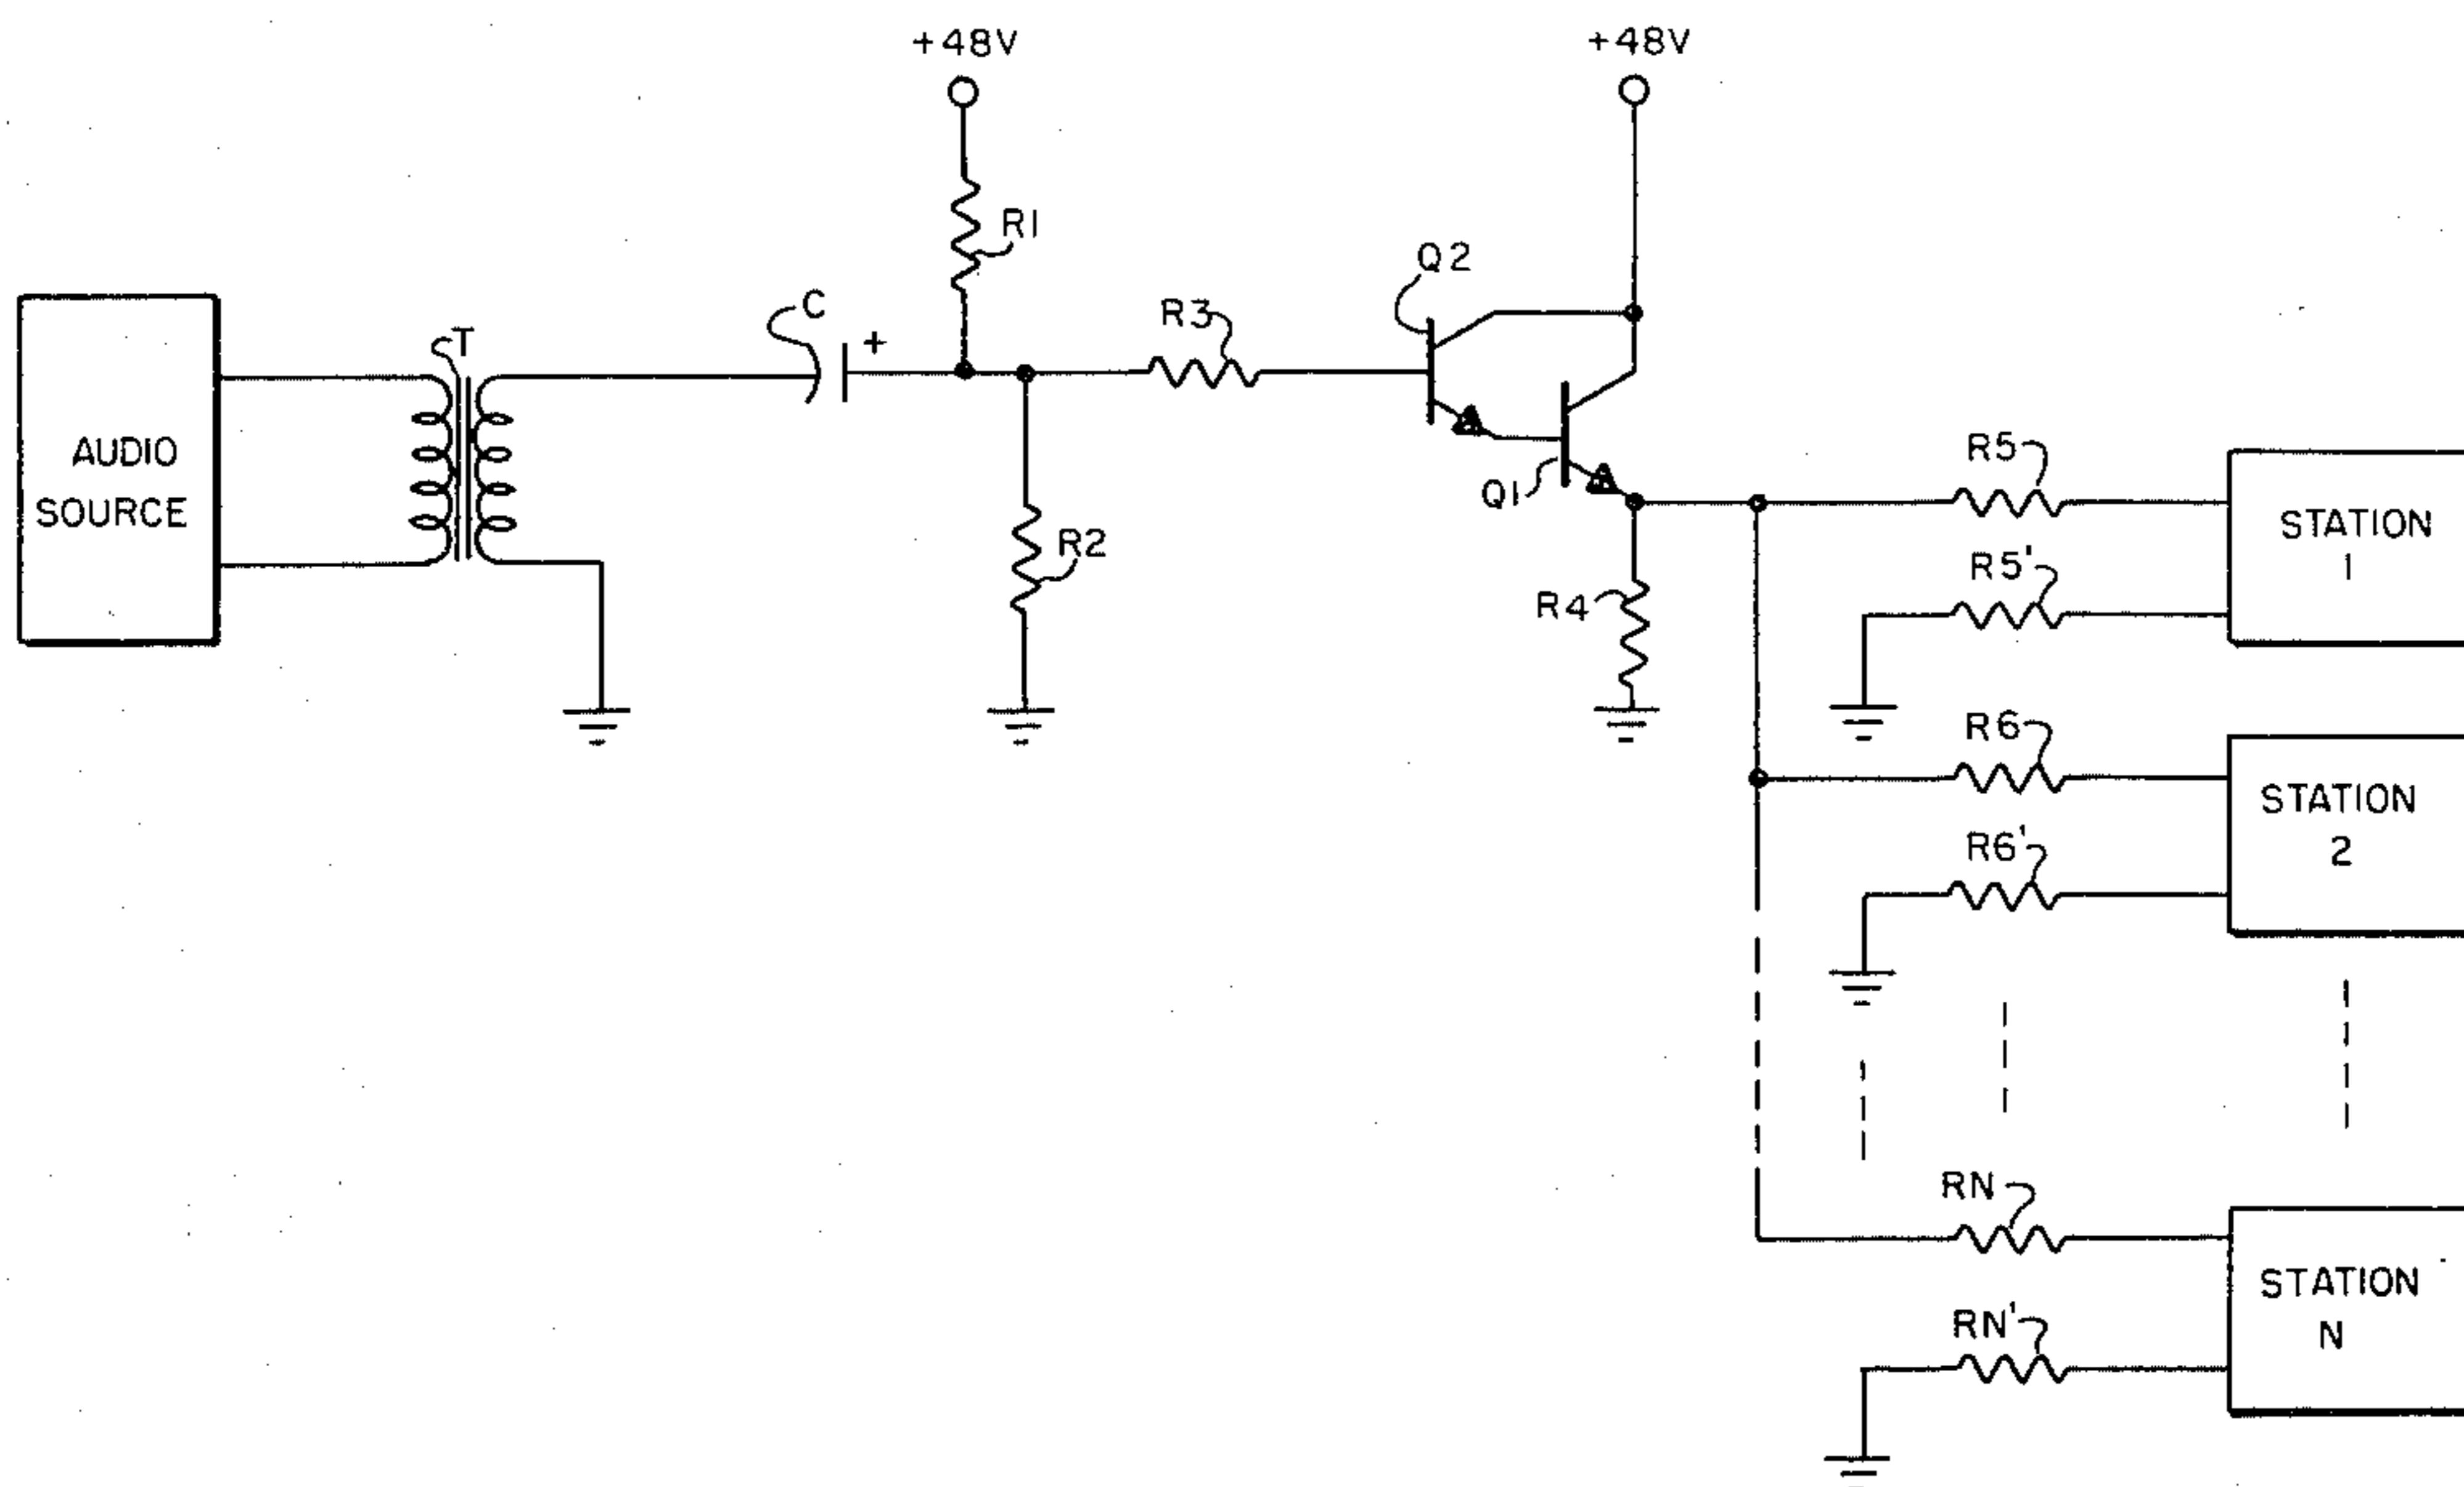 +48V
+48V
R1
Q2
C
+
R3
T
AUDIO
SOURCE
R5
Q1
STATION
1
R2
R5'
R4
R6
STATION
2
R6'
RN
STATION
N
RN'